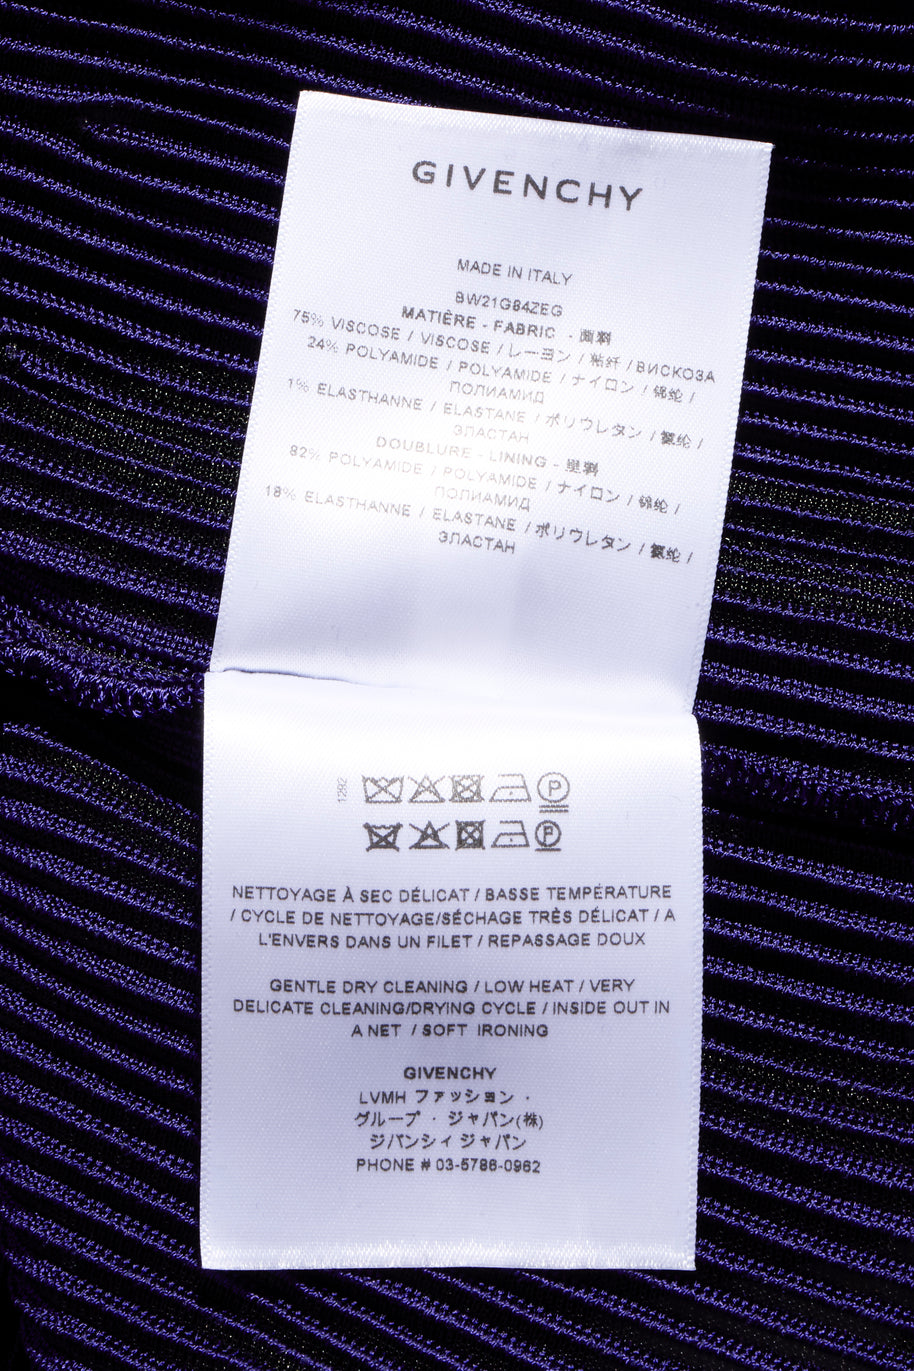 GIVENCHY
MADE IN ITALY
BW21G84ZEG
MATIÈRE - FABRIC - 面料
75% VISCOSE / VISCOSE / レーヨン / 粘纤 / ВИСКОЗА
24% POLYAMIDE / POLYAMIDE / ナイロン / 锦纶 /
ПОЛИАМИД
1% ELASTHANNE / ELASTANE / ポリウレタン / 氨纶 /
ЭЛАСТАН
DOUBLURE - LINING - 里料
82% POLYAMIDE / POLYAMIDE / ナイロン / 锦纶 /
ПОЛИАМИД
18% ELASTHANNE / ELASTANE / ポリウレタン / 氨纶 /
ЭЛАСТАН
1292
P
P
NETTOYAGE À SEC DÉLICAT / BASSE TEMPÉRATURE
/ CYCLE DE NETTOYAGE/SÉCHAGE TRÈS DÉLICAT / A
L'ENVERS DANS UN FILET / REPASSAGE DOUX
GENTLE DRY CLEANING / LOW HEAT / VERY
DELICATE CLEANING/DRYING CYCLE / INSIDE OUT IN
A NET / SOFT IRONING
GIVENCHY
LVMH ファッション ·
グループ · ジャパン(株)
ジバンシィ ジャパン
PHONE # 03-5786-0962